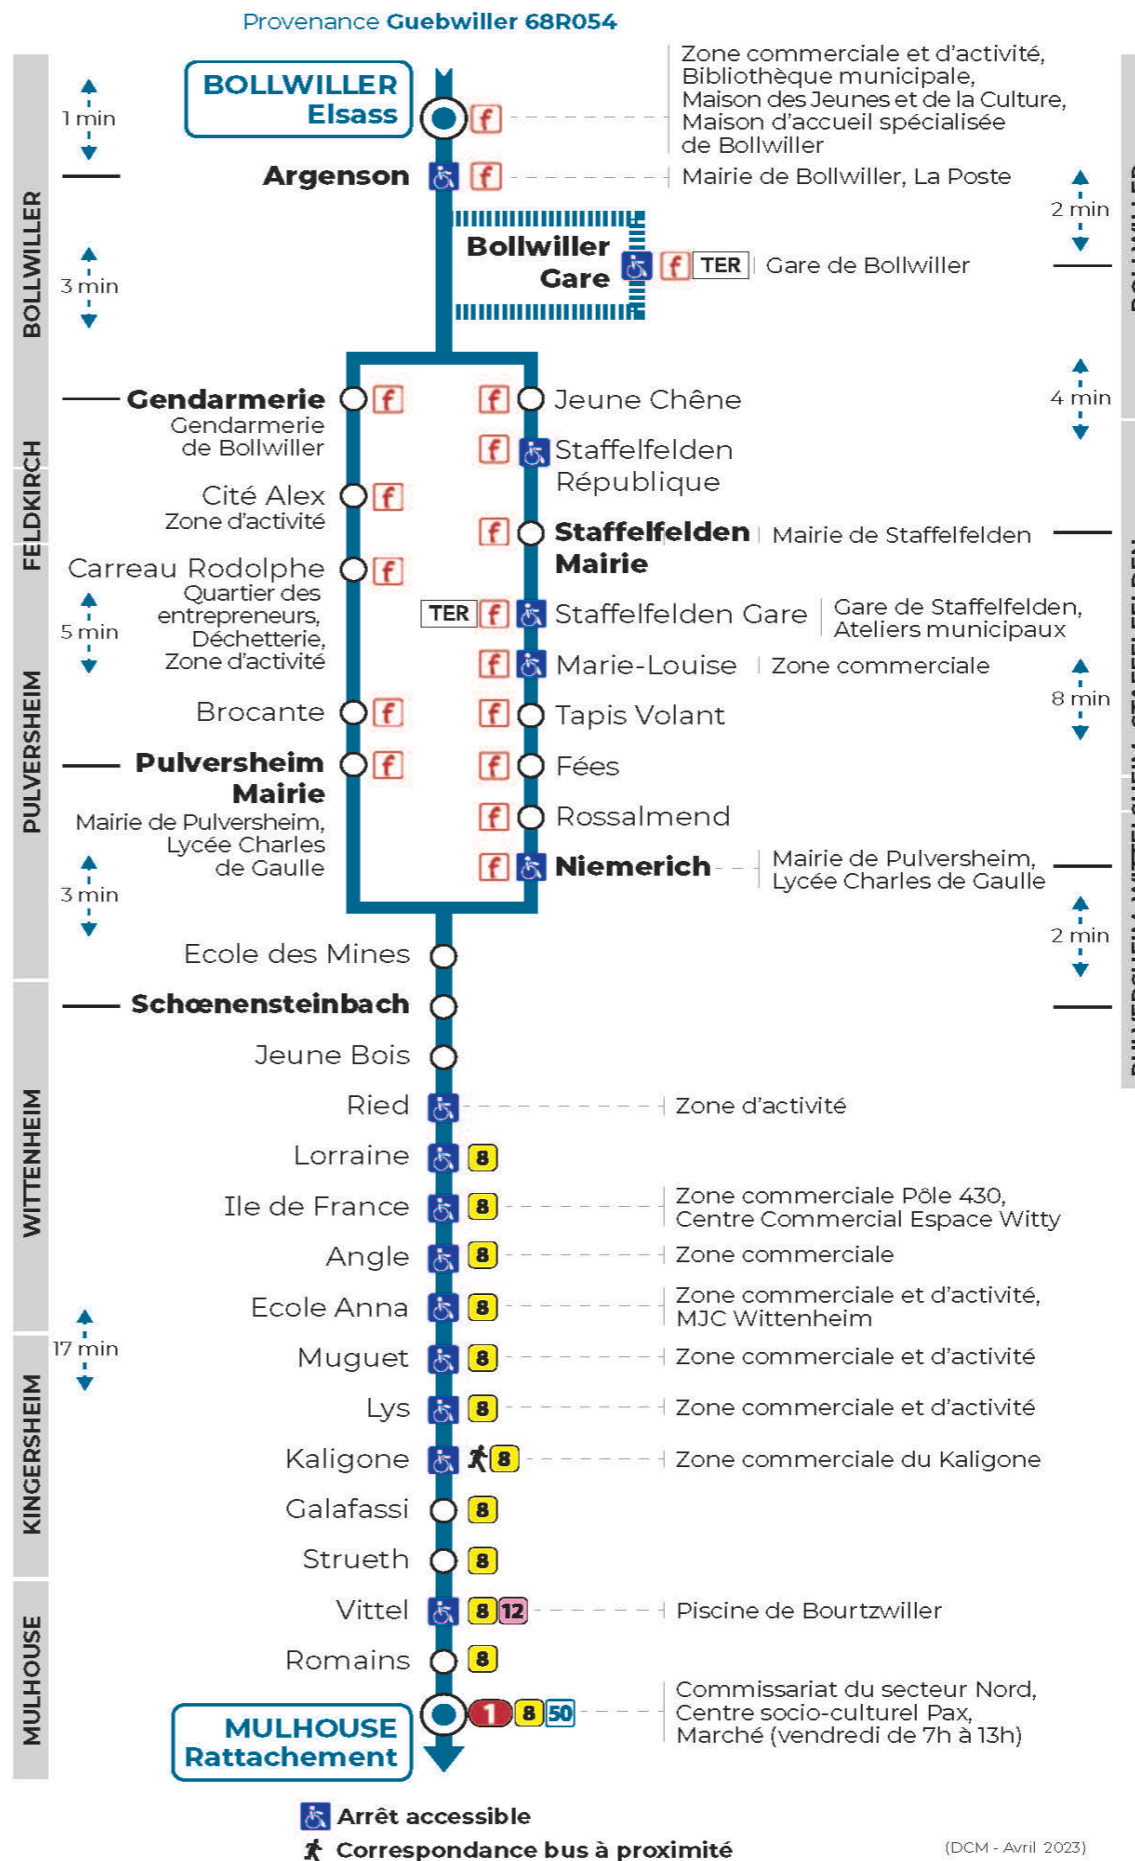 Provenance Guebwiller 68R054
BOLLWILLER
Elsass
f
Zone commerciale et d'activité,
Bibliothèque municipale,
Maison des Jeunes et de la Culture,
Maison d'accueil spécialisée
de Bollwiller
1 min
Argenson
f
Mairie de Bollwiller, La Poste
2 min
BOLLWILLER
Bollwiller
Gare
f
TER
Gare de Bollwiller
3 min
Gendarmerie
f
Gendarmerie
de Bollwiller
f
Jeune Chêne
4 min
f
Staffelfelden
République
FELDKIRCH
Cité Alex
f
Zone d'activité
f
Staffelfelden
Mairie
Mairie de Staffelfelden
Carreau Rodolphe
f
Quartier des
entrepreneurs,
Déchetterie,
Zone d'activité
5 min
TER
f
Staffelfelden Gare
Gare de Staffelfelden,
Ateliers municipaux
f
Marie-Louise
Zone commerciale
8 min
PULVERSHEIM
Brocante
f
f
Tapis Volant
Pulversheim
Mairie
f
Mairie de Pulversheim,
Lycée Charles
de Gaulle
f
Fées
f
Rossalmend
f
Niemerich
Mairie de Pulversheim,
Lycée Charles de Gaulle
3 min
2 min
Ecole des Mines
Schœnensteinbach
Jeune Bois
WITTENHEIM
Ried
Zone d'activité
Lorraine
8
Ile de France
8
Zone commerciale Pôle 430,
Centre Commercial Espace Witty
Angle
8
Zone commerciale
Ecole Anna
8
Zone commerciale et d'activité,
MJC Wittenheim
17 min
KINGERSHEIM
Muguet
8
Zone commerciale et d'activité
Lys
8
Zone commerciale et d'activité
Kaligone
8
Zone commerciale du Kaligone
Galafassi
8
Strueth
8
MULHOUSE
Vittel
8 12
Piscine de Bourtzwiller
Romains
8
MULHOUSE
Rattachement
1 8 50
Commissariat du secteur Nord,
Centre socio-culturel Pax,
Marché (vendredi de 7h à 13h)
Arrêt accessible
Correspondance bus à proximité
(DCM - Avril 2023)